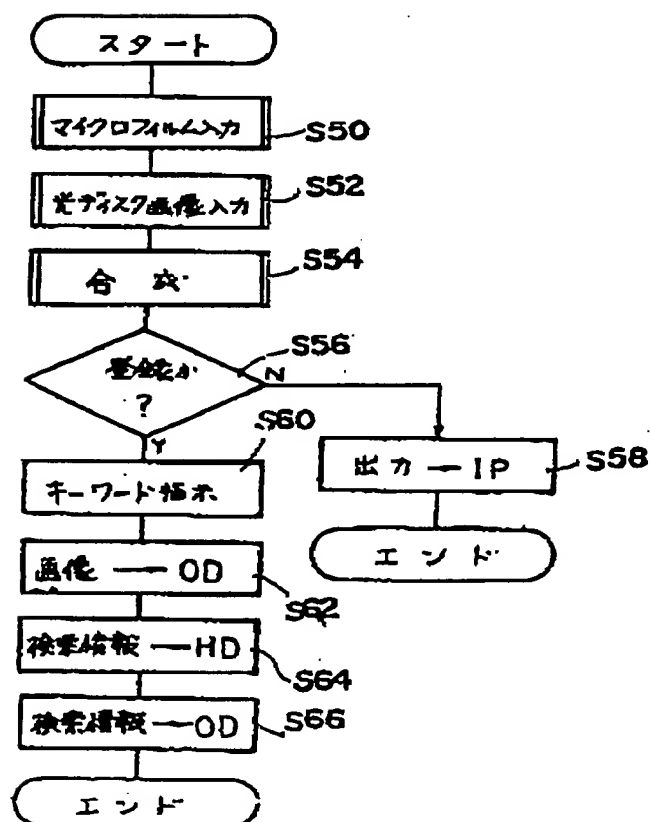 スタート
マイクロフィルム入力
S50
光ディスク画像入力
S52
合成
S54
登録か
?
S56
N
Y
出力→IP
S58
エンド
キーワード指示
S60
画像→OD
S62
検索情報→HD
S64
検索情報→OD
S66
エンド